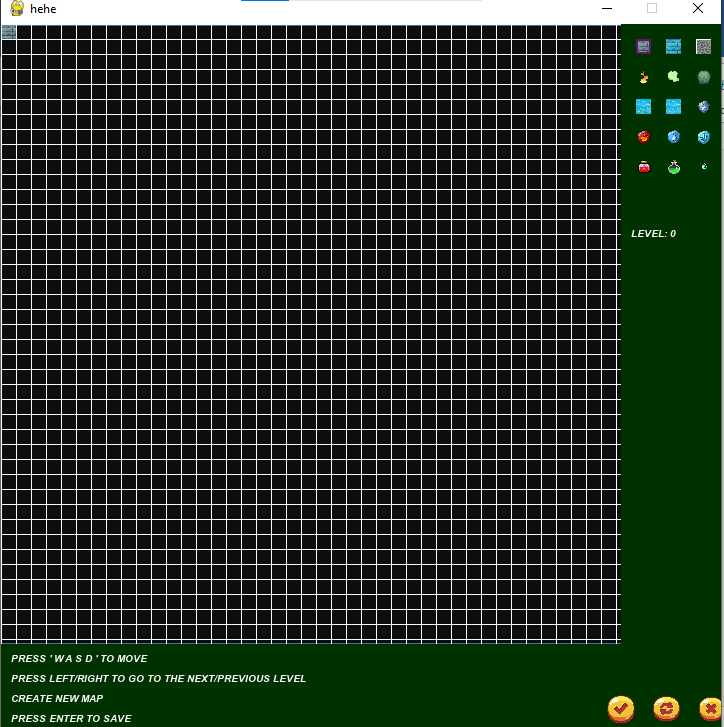 hehe
LEVEL: 0
PRESS ' W A S D ' TO MOVE
PRESS LEFT/RIGHT TO GO TO THE NEXT/PREVIOUS LEVEL
CREATE NEW MAP
PRESS ENTER TO SAVE